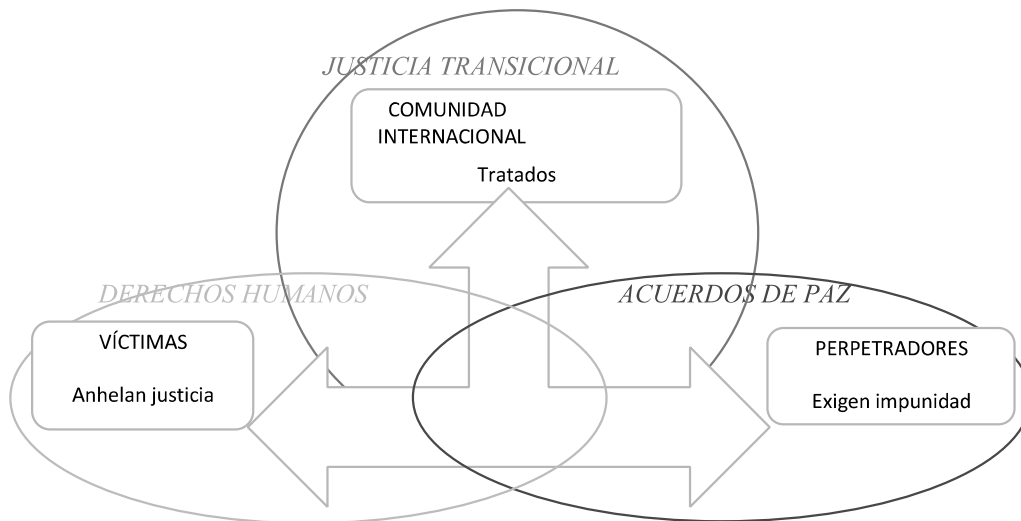 JUSTICIA TRANSICIONAL
COMUNIDAD
INTERNACIONAL
Tratados
DERECHOS HUMANOS
VÍCTIMAS
Anhelan justicia
ACUERDOS DE PAZ
PERPETRADORES
Exigen impunidad